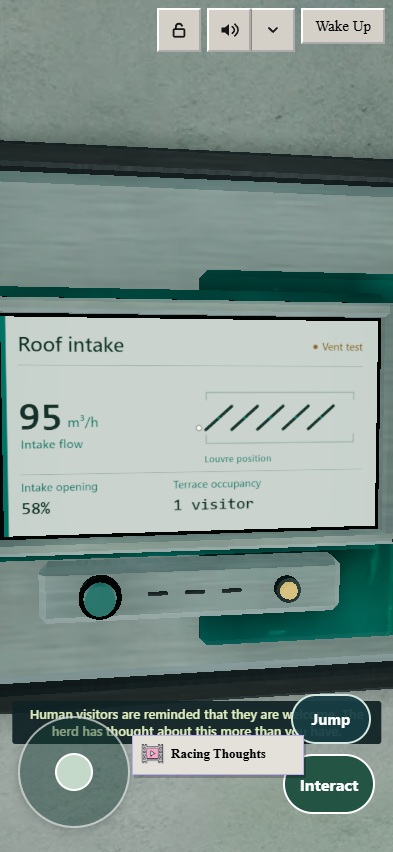 Wake Up
Roof intake
Vent test
95 m³/h
Intake flow
Louvre position
Intake opening
58%
Terrace occupancy
1 visitor
Human visitors are reminded that they are welcome. The
herd has thought about this more than you have.
Jump
Racing Thoughts
Interact